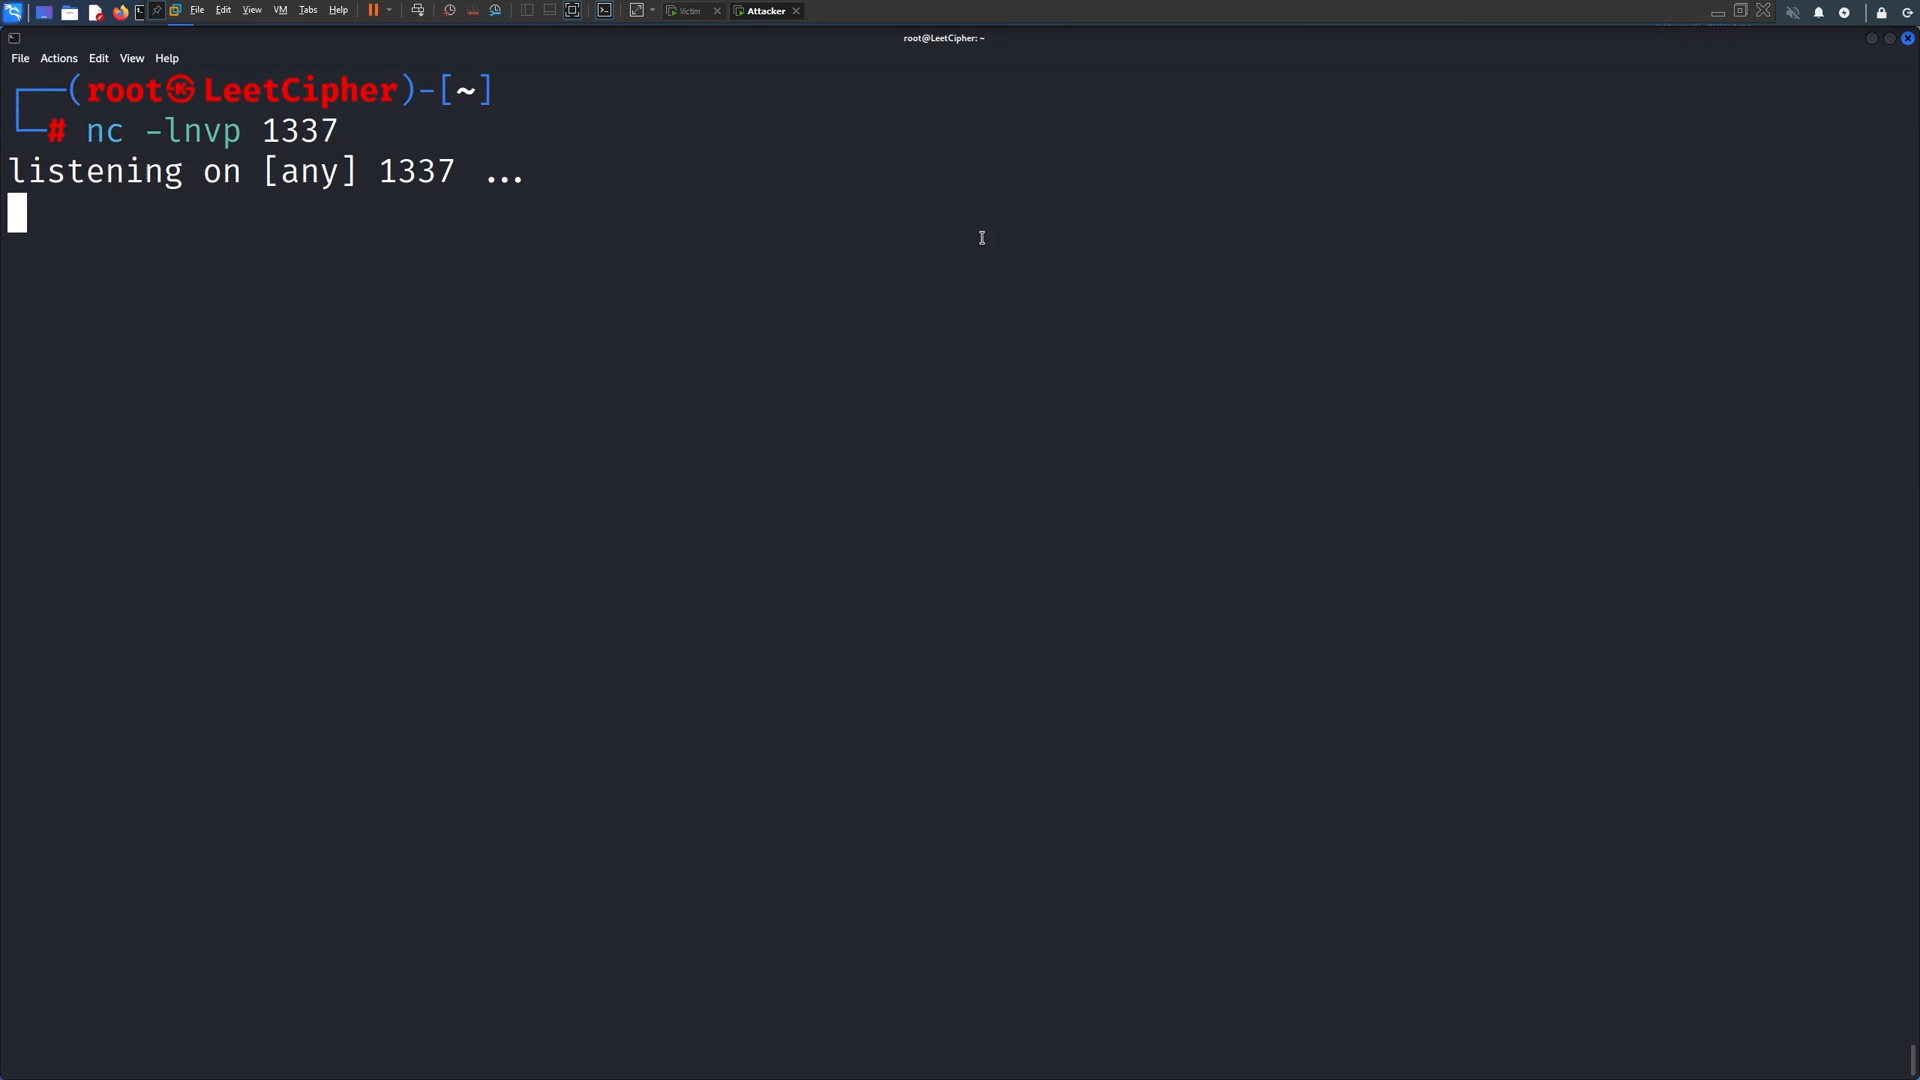 File Edit View VM Tabs Help Victim Attacker
root@LeetCipher: ~
File Actions Edit View Help
(root㉿LeetCipher)-[~]
# nc -lnvp 1337
listening on [any] 1337 ...